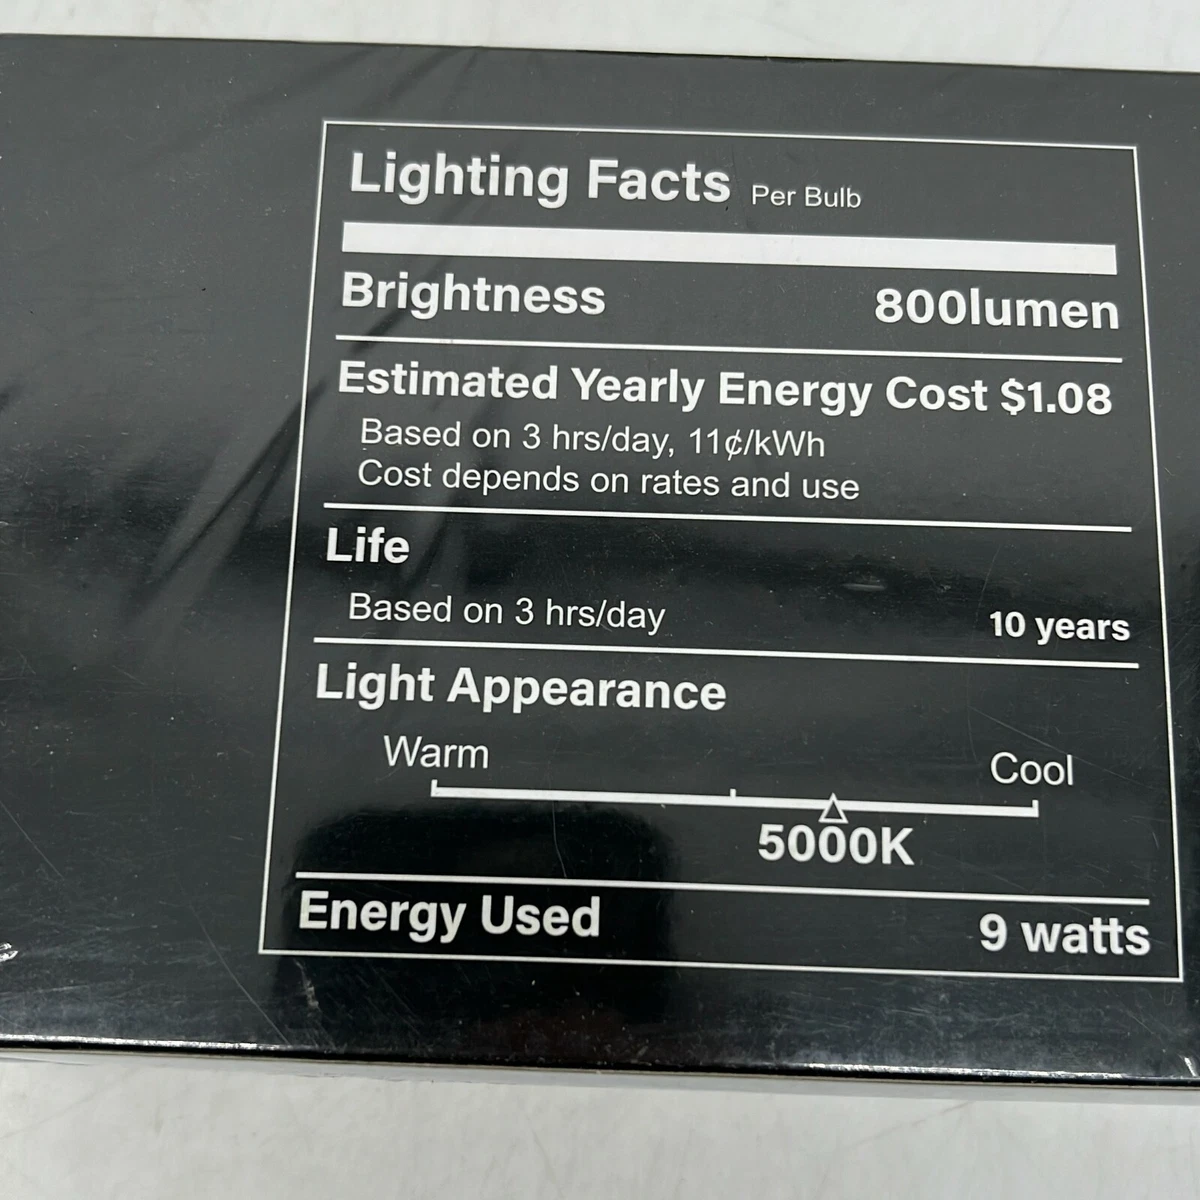 Lighting Facts Per Bulb
Brightness 800lumen
Estimated Yearly Energy Cost $1.08
Based on 3 hrs/day, 11¢/kWh
Cost depends on rates and use
Life
Based on 3 hrs/day 10 years
Light Appearance
Warm Cool
5000K
Energy Used 9 watts